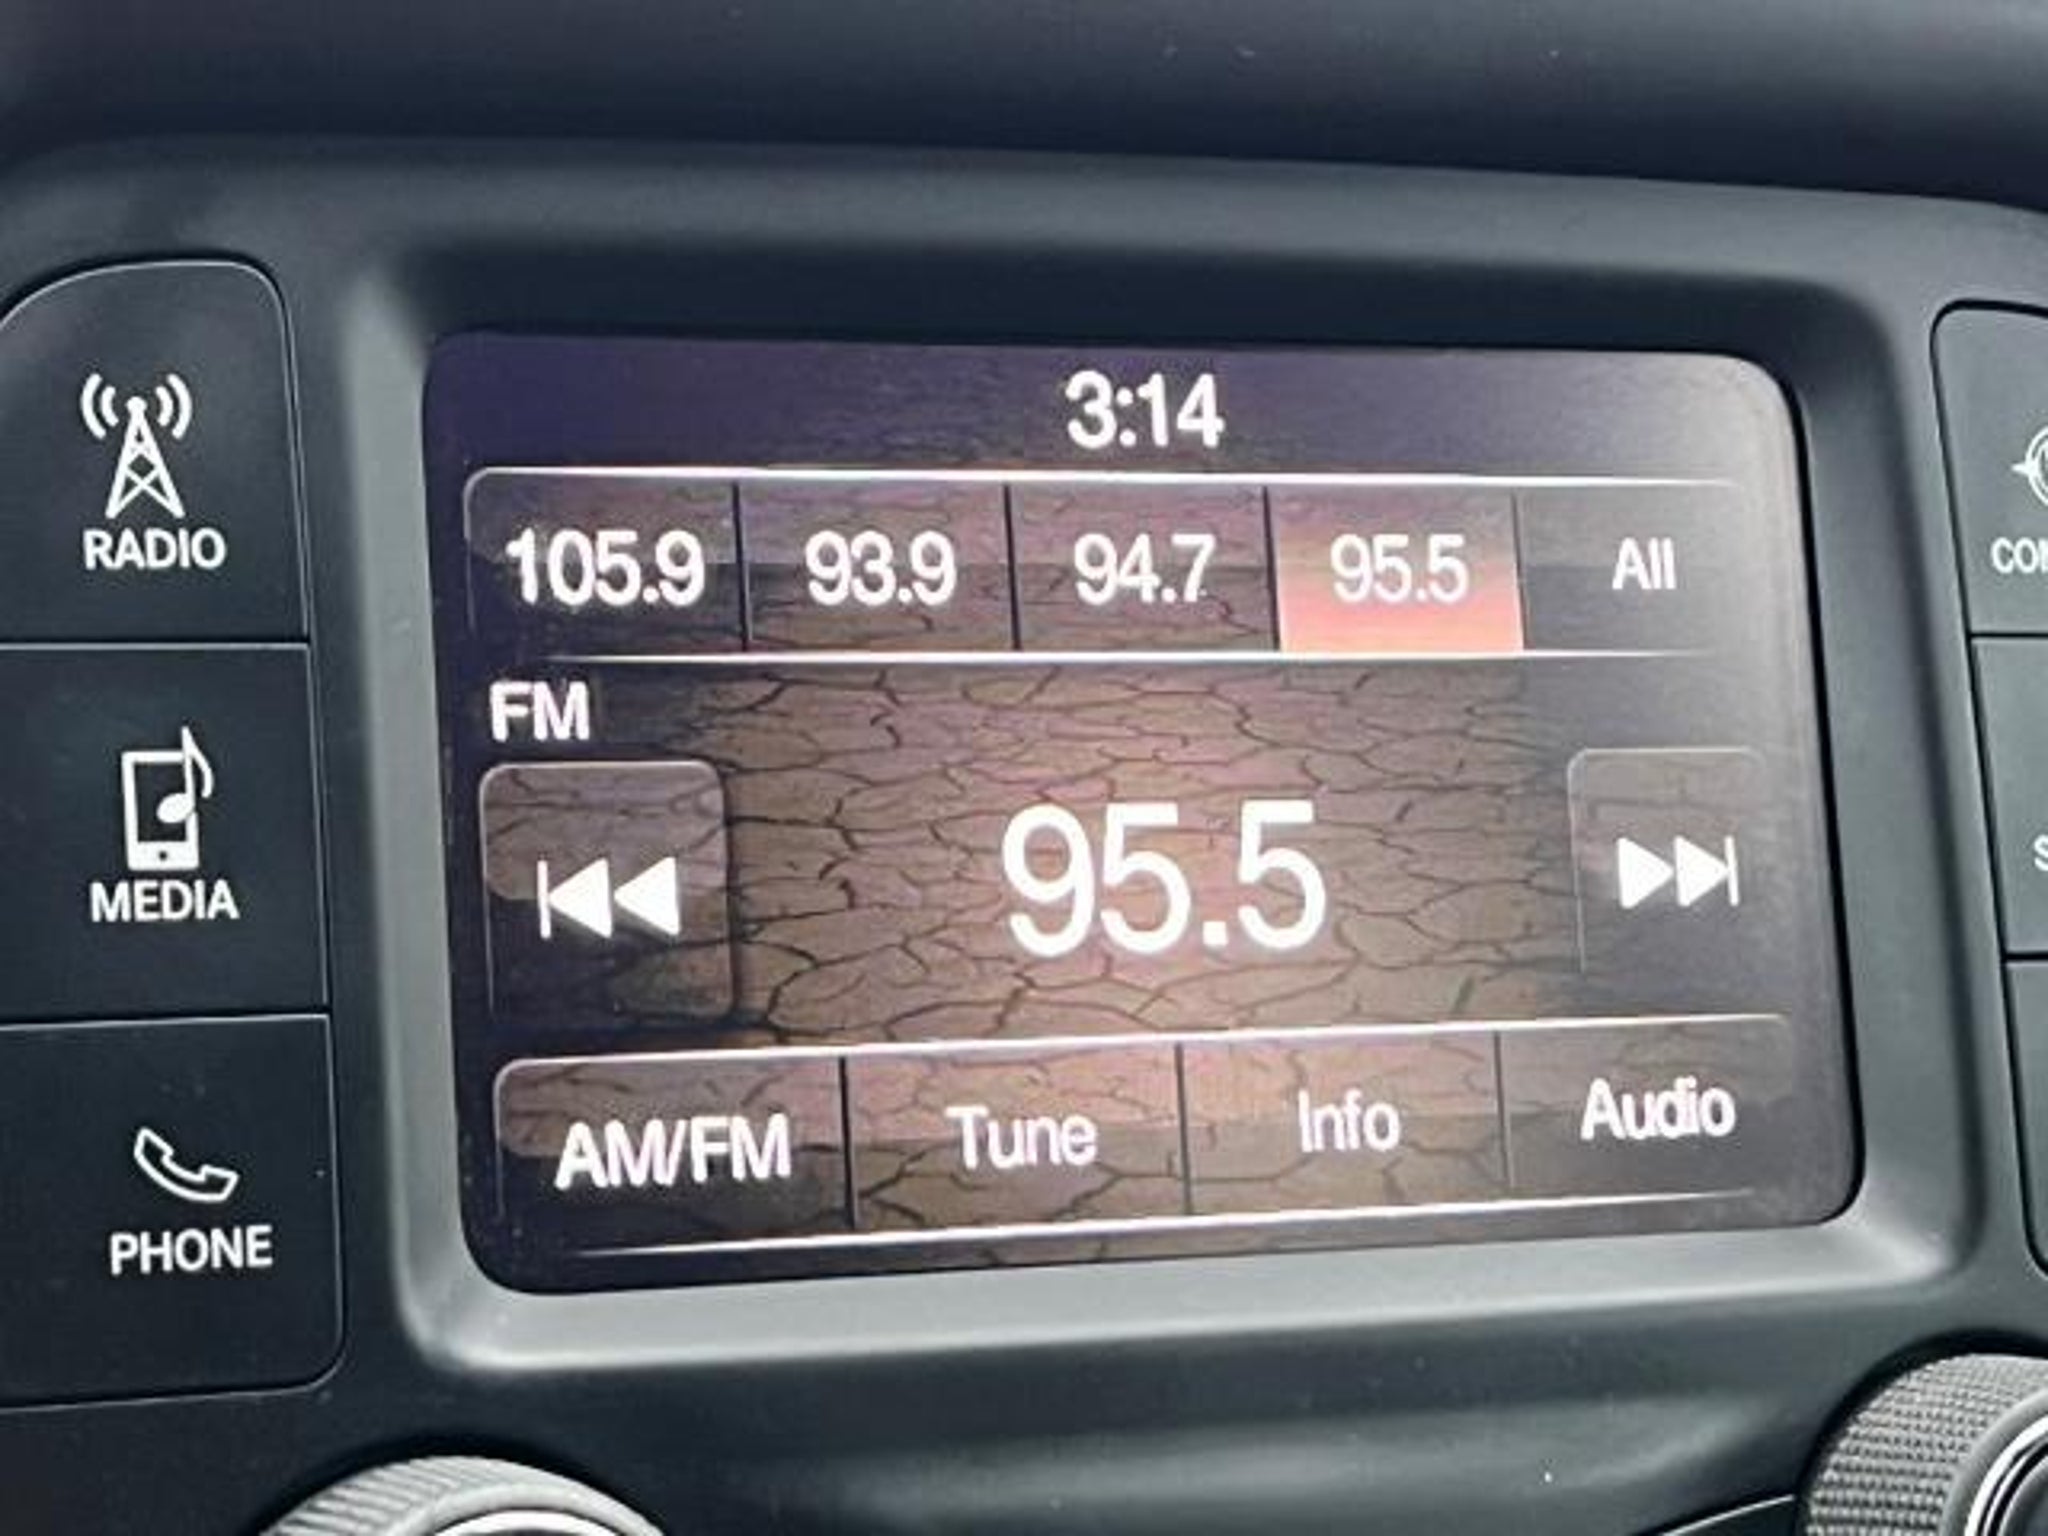 3:14
105.9 93.9 94.7 95.5 All
RADIO
FM
95.5
MEDIA
AM/FM Tune Info Audio
PHONE